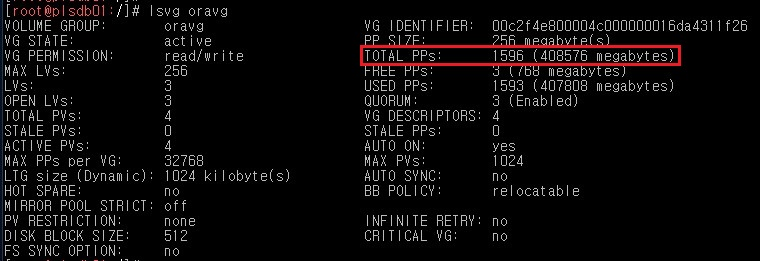 [root@plsdb01:/]# lsvg oravg
VOLUME GROUP: oravg VG IDENTIFIER: 00c2f4e800004c000000016da4311f26
VG STATE: active PP SIZE: 256 megabyte(s)
VG PERMISSION: read/write TOTAL PPs: 1596 (408576 megabytes)
MAX LVs: 256 FREE PPs: 3 (768 megabytes)
LVs: 3 USED PPs: 1593 (407808 megabytes)
OPEN LVs: 3 QUORUM: 3 (Enabled)
TOTAL PVs: 4 VG DESCRIPTORS: 4
STALE PVs: 0 STALE PPs: 0
ACTIVE PVs: 4 AUTO ON: yes
MAX PPs per VG: 32768 MAX PVs: 1024
LTG size (Dynamic): 1024 kilobyte(s) AUTO SYNC: no
HOT SPARE: no BB POLICY: relocatable
MIRROR POOL STRICT: off
PV RESTRICTION: none INFINITE RETRY: no
DISK BLOCK SIZE: 512 CRITICAL VG: no
FS SYNC OPTION: no
[root@plsdb01:/]#